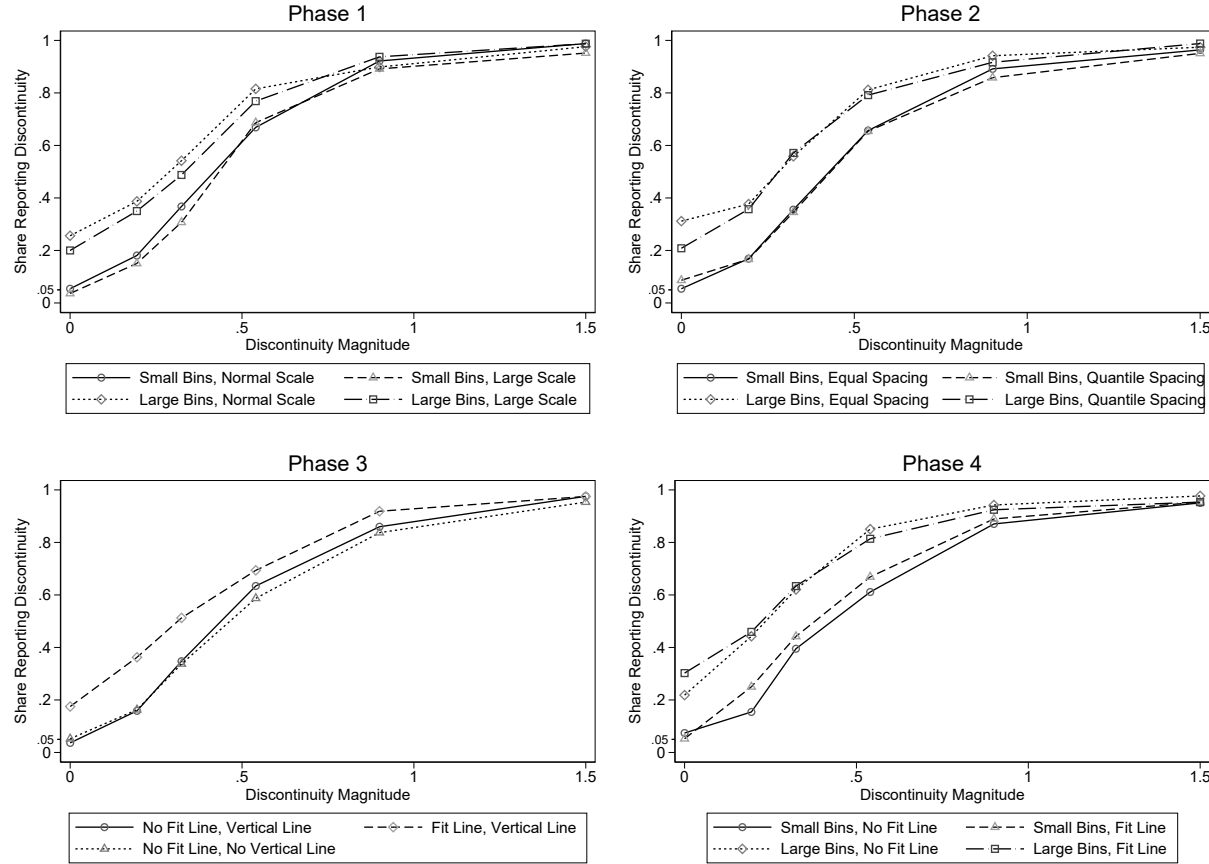 Phase 1
Share Reporting Discontinuity
1
.8
.6
.4
.2
.05
0
0 .5 1 1.5
Discontinuity Magnitude
Small Bins, Normal Scale Small Bins, Large Scale
Large Bins, Normal Scale Large Bins, Large Scale
Phase 2
Share Reporting Discontinuity
1
.8
.6
.4
.2
.05
0
0 .5 1 1.5
Discontinuity Magnitude
Small Bins, Equal Spacing Small Bins, Quantile Spacing
Large Bins, Equal Spacing Large Bins, Quantile Spacing
Phase 3
Share Reporting Discontinuity
1
.8
.6
.4
.2
.05
0
0 .5 1 1.5
Discontinuity Magnitude
No Fit Line, Vertical Line Fit Line, Vertical Line
No Fit Line, No Vertical Line
Phase 4
Share Reporting Discontinuity
1
.8
.6
.4
.2
.05
0
0 .5 1 1.5
Discontinuity Magnitude
Small Bins, No Fit Line Small Bins, Fit Line
Large Bins, No Fit Line Large Bins, Fit Line